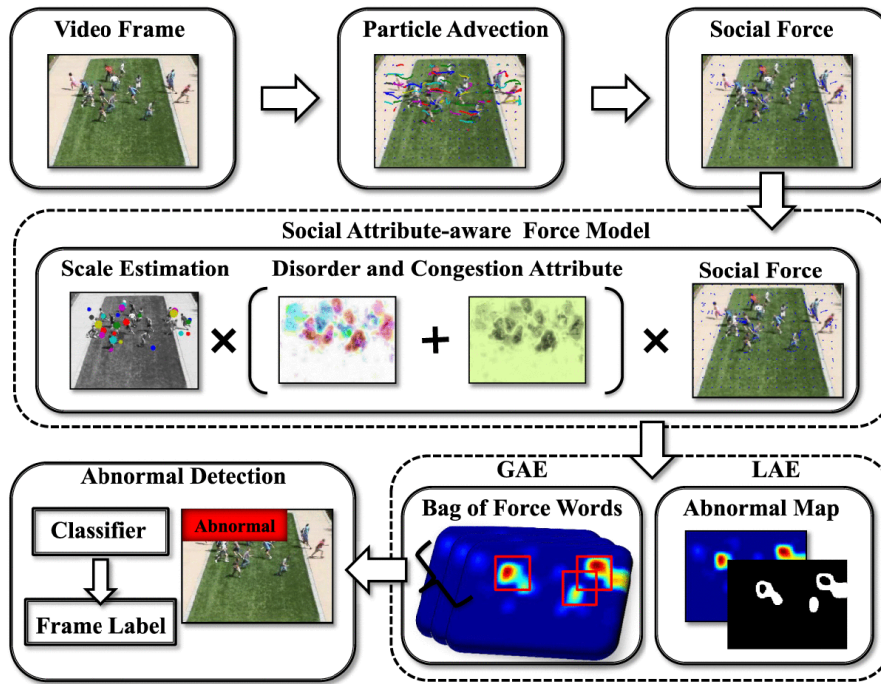 Video Frame
Particle Advection
Social Force
Social Attribute-aware Force Model
Scale Estimation
Disorder and Congestion Attribute
Social Force
×
(
+
)
×
Abnormal Detection
Classifier
Frame Label
Abnormal
GAE
LAE
Bag of Force Words
Abnormal Map